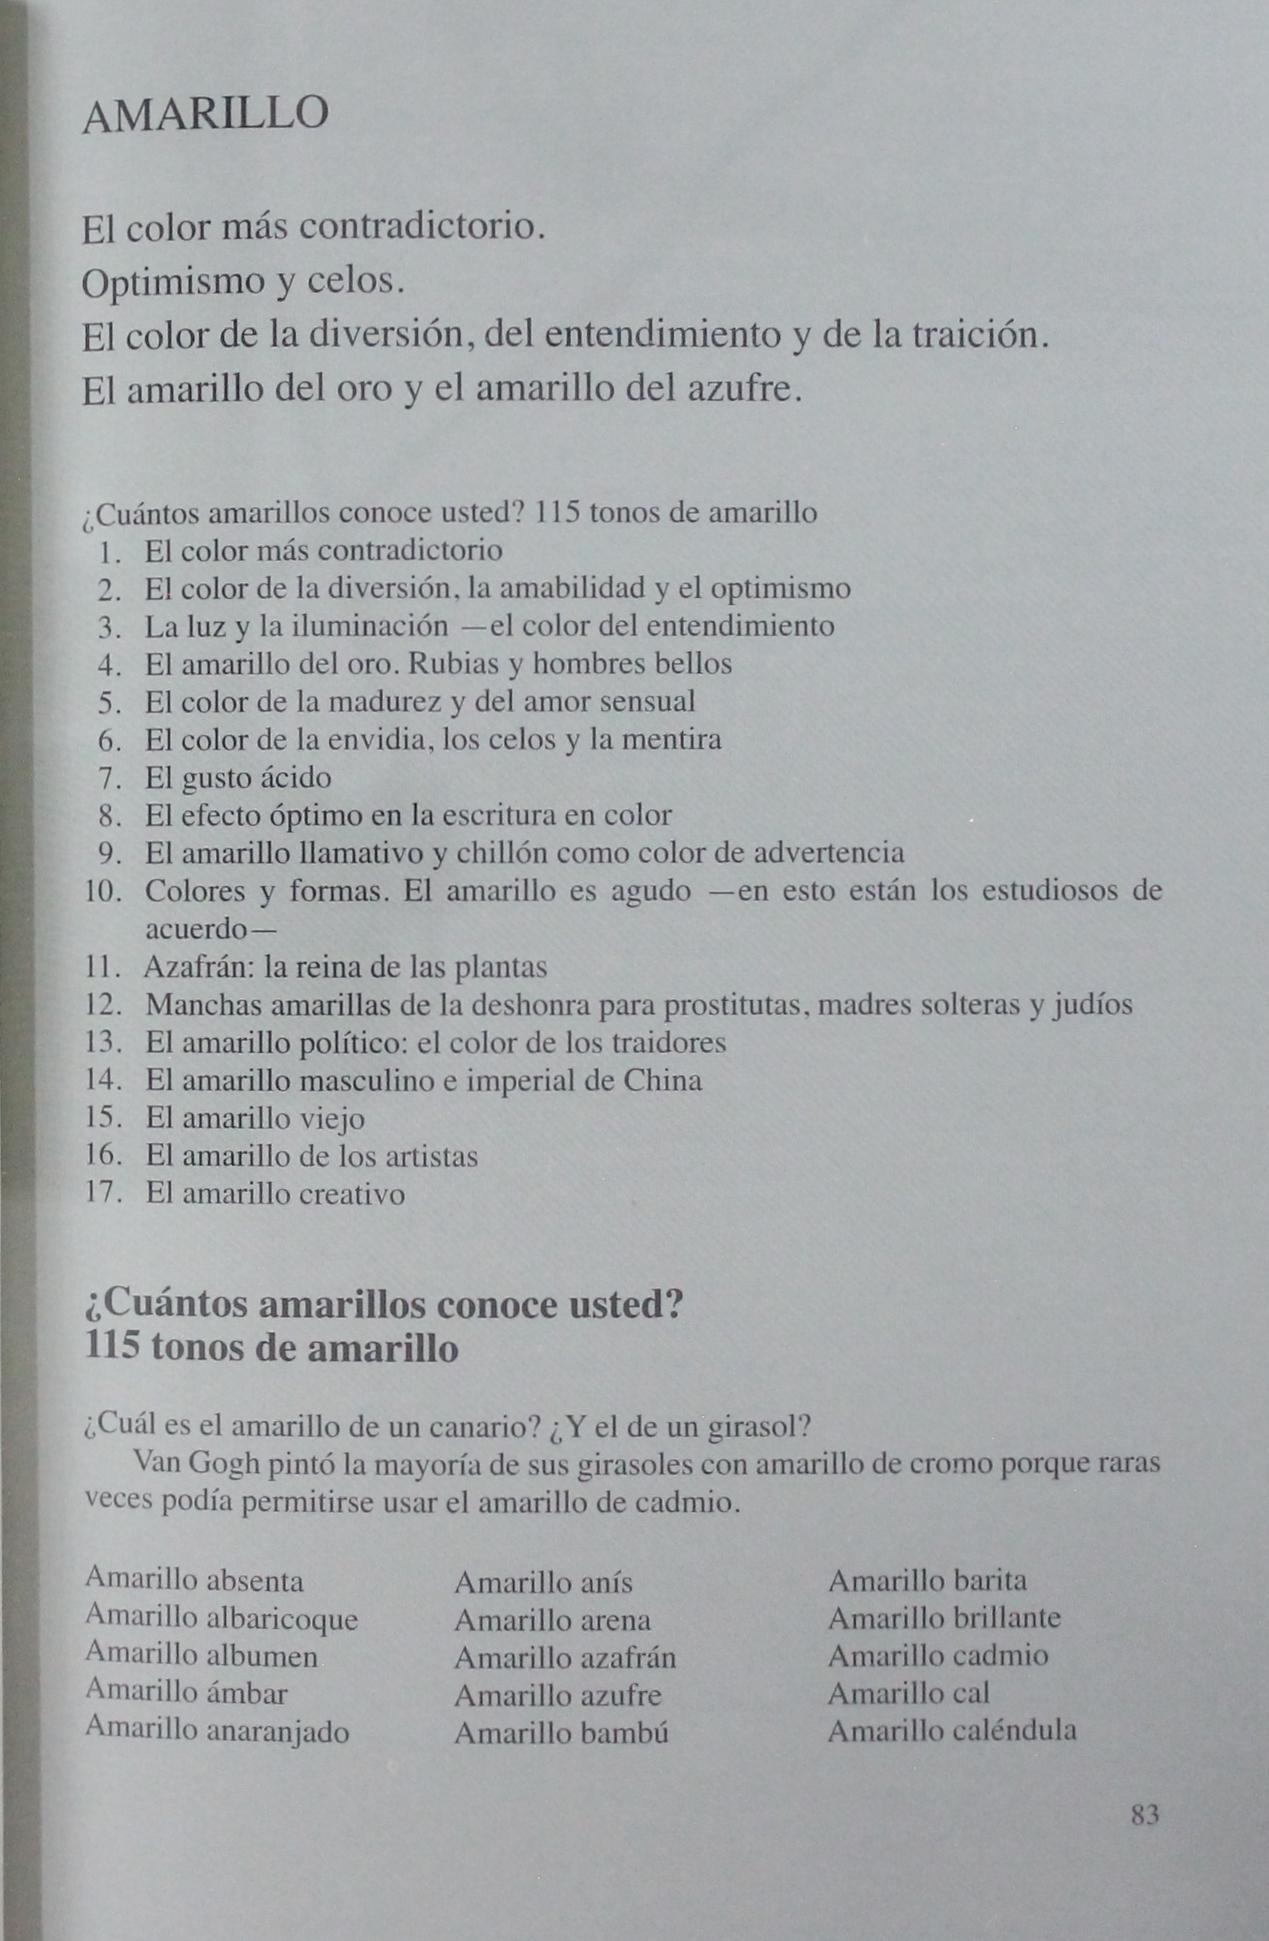 AMARILLO
El color más contradictorio.
Optimismo y celos.
El color de la diversión, del entendimiento y de la traición.
El amarillo del oro y el amarillo del azufre.
¿Cuántos amarillos conoce usted? 115 tonos de amarillo
1. El color más contradictorio
2. El color de la diversión, la amabilidad y el optimismo
3. La luz y la iluminación —el color del entendimiento
4. El amarillo del oro. Rubias y hombres bellos
5. El color de la madurez y del amor sensual
6. El color de la envidia, los celos y la mentira
7. El gusto ácido
8. El efecto óptimo en la escritura en color
9. El amarillo llamativo y chillón como color de advertencia
10. Colores y formas. El amarillo es agudo —en esto están los estudiosos de
acuerdo—
11. Azafrán: la reina de las plantas
12. Manchas amarillas de la deshonra para prostitutas, madres solteras y judíos
13. El amarillo político: el color de los traidores
14. El amarillo masculino e imperial de China
15. El amarillo viejo
16. El amarillo de los artistas
17. El amarillo creativo
¿Cuántos amarillos conoce usted?
115 tonos de amarillo
¿Cuál es el amarillo de un canario? ¿Y el de un girasol?
Van Gogh pintó la mayoría de sus girasoles con amarillo de cromo porque raras
veces podía permitirse usar el amarillo de cadmio.
Amarillo absenta
Amarillo albaricoque
Amarillo albumen
Amarillo ámbar
Amarillo anaranjado
Amarillo anís
Amarillo arena
Amarillo azafrán
Amarillo azufre
Amarillo bambú
Amarillo barita
Amarillo brillante
Amarillo cadmio
Amarillo cal
Amarillo caléndula
83